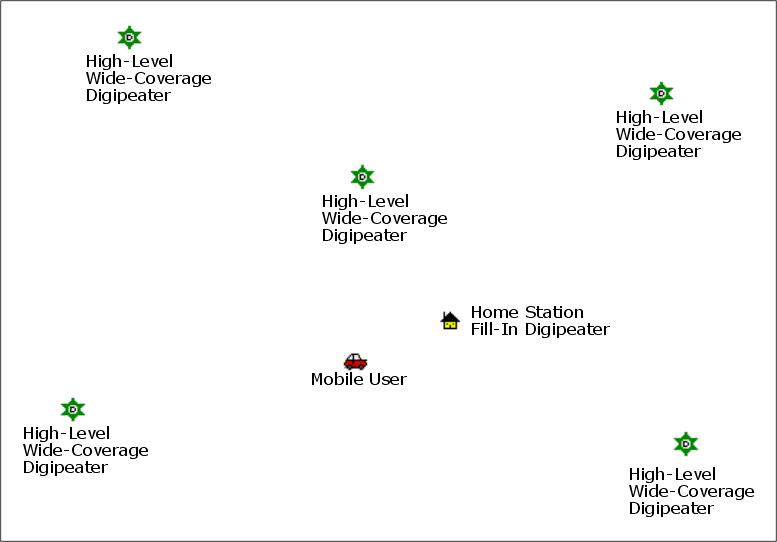 D
High-Level
Wide-Coverage
Digipeater
D
High-Level
Wide-Coverage
Digipeater
D
High-Level
Wide-Coverage
Digipeater
Home Station
Fill-In Digipeater
Mobile User
D
High-Level
Wide-Coverage
Digipeater
D
High-Level
Wide-Coverage
Digipeater